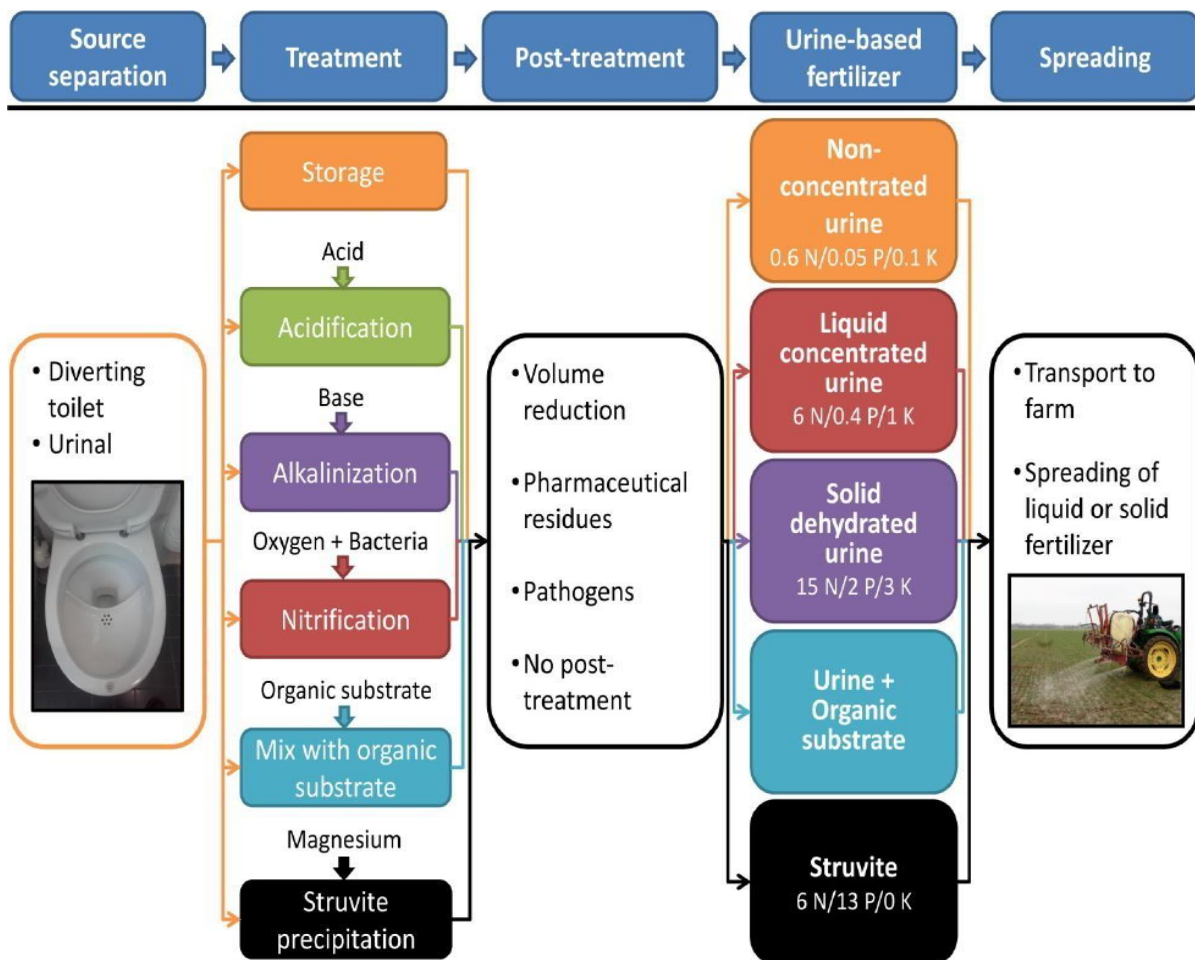 Source
separation
Treatment
Post-treatment
Urine-based
fertilizer
Spreading
• Diverting
toilet
• Urinal
Storage
Acid
Acidification
Base
Alkalinization
Oxygen + Bacteria
Nitrification
Organic substrate
Mix with organic
substrate
Magnesium
Struvite
precipitation
• Volume
reduction
• Pharmaceutical
residues
• Pathogens
• No post-
treatment
Non-
concentrated
urine
0.6 N/0.05 P/0.1 K
Liquid
concentrated
urine
6 N/0.4 P/1 K
Solid
dehydrated
urine
15 N/2 P/3 K
Urine +
Organic
substrate
Struvite
6 N/13 P/0 K
• Transport to
farm
• Spreading of
liquid or solid
fertilizer